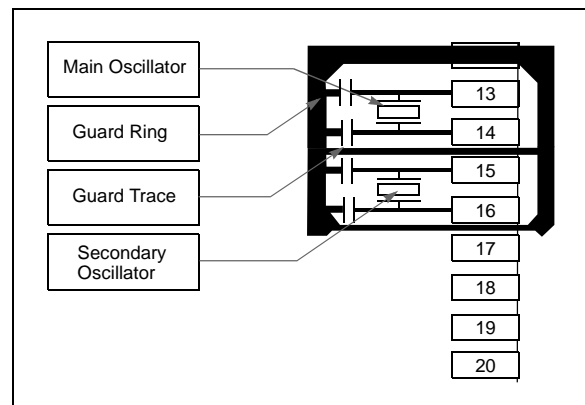 Main Oscillator
Guard Ring
Guard Trace
Secondary
Oscillator
13
14
15
16
17
18
19
20